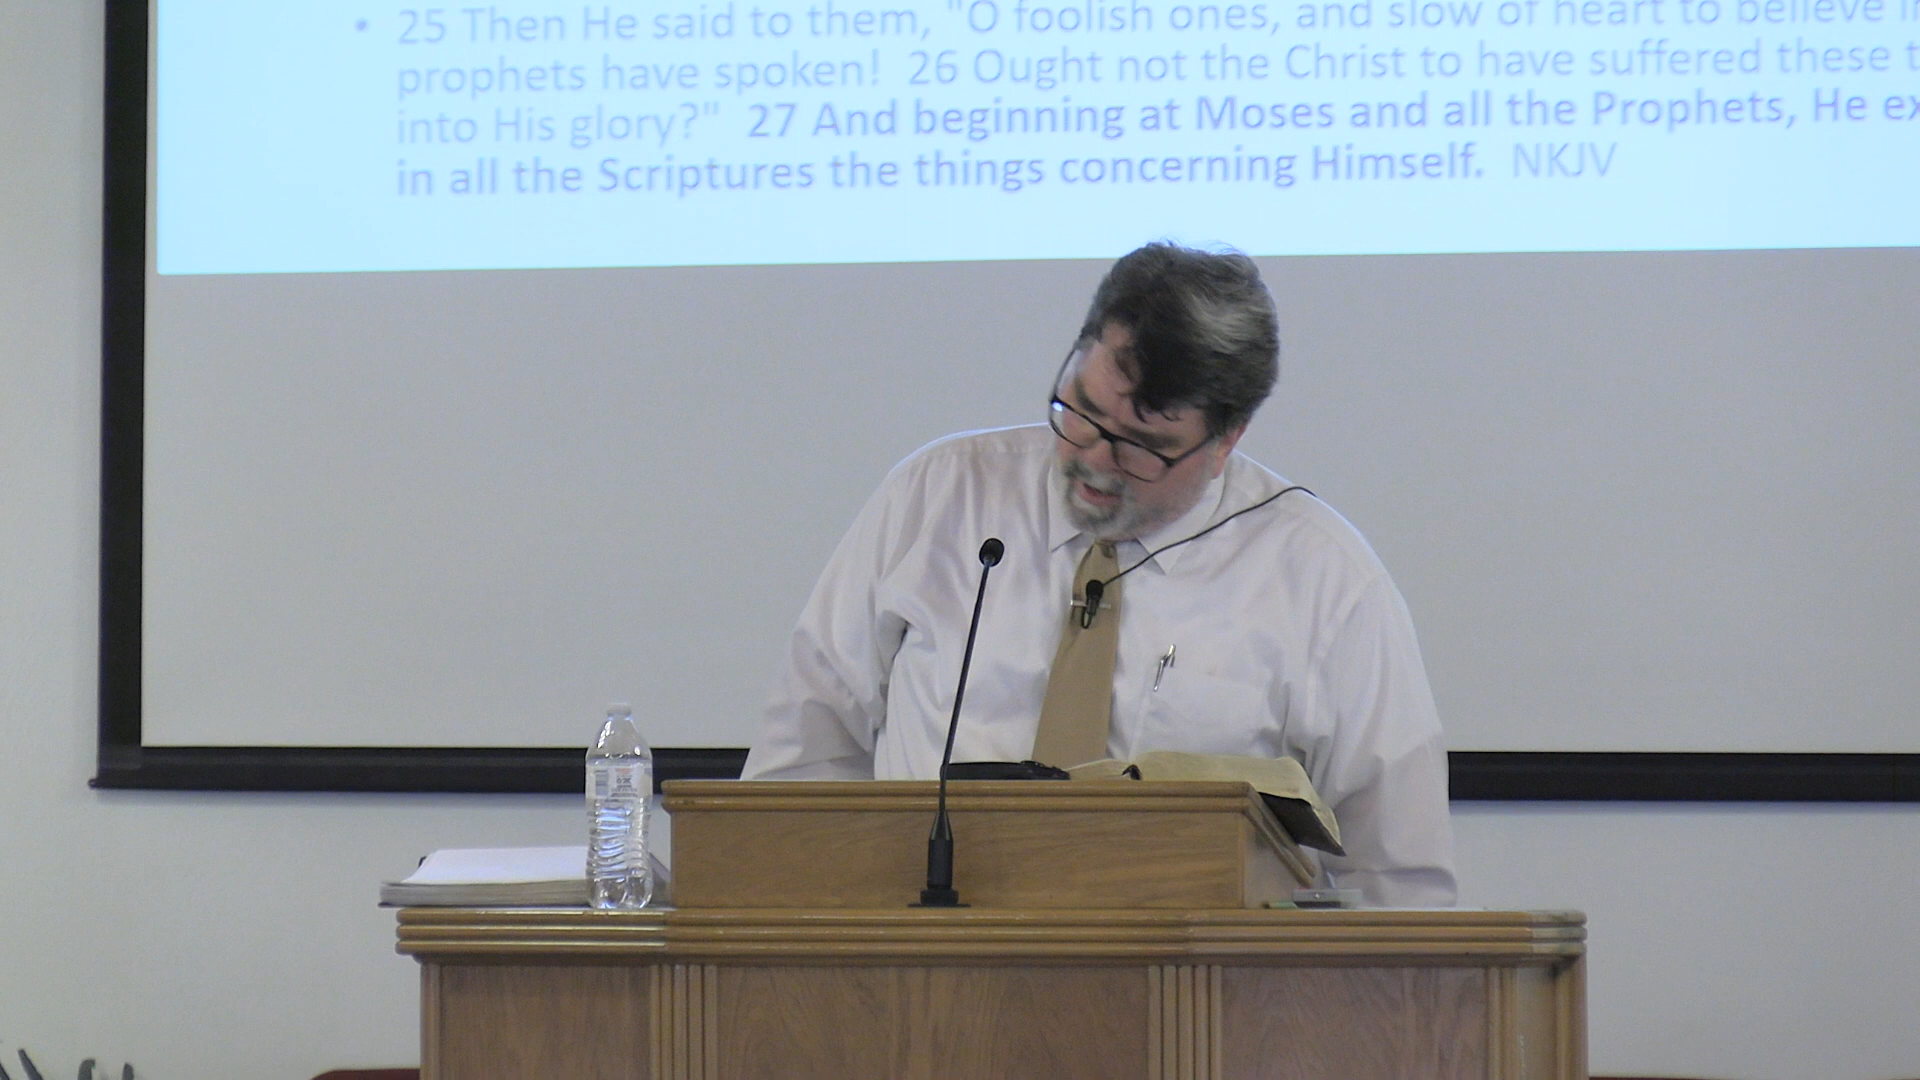 • 25 Then He said to them, "O foolish ones, and slow of heart to believe
prophets have spoken! 26 Ought not the Christ to have suffered these
into His glory?" 27 And beginning at Moses and all the Prophets, He
in all the Scriptures the things concerning Himself. NKJV